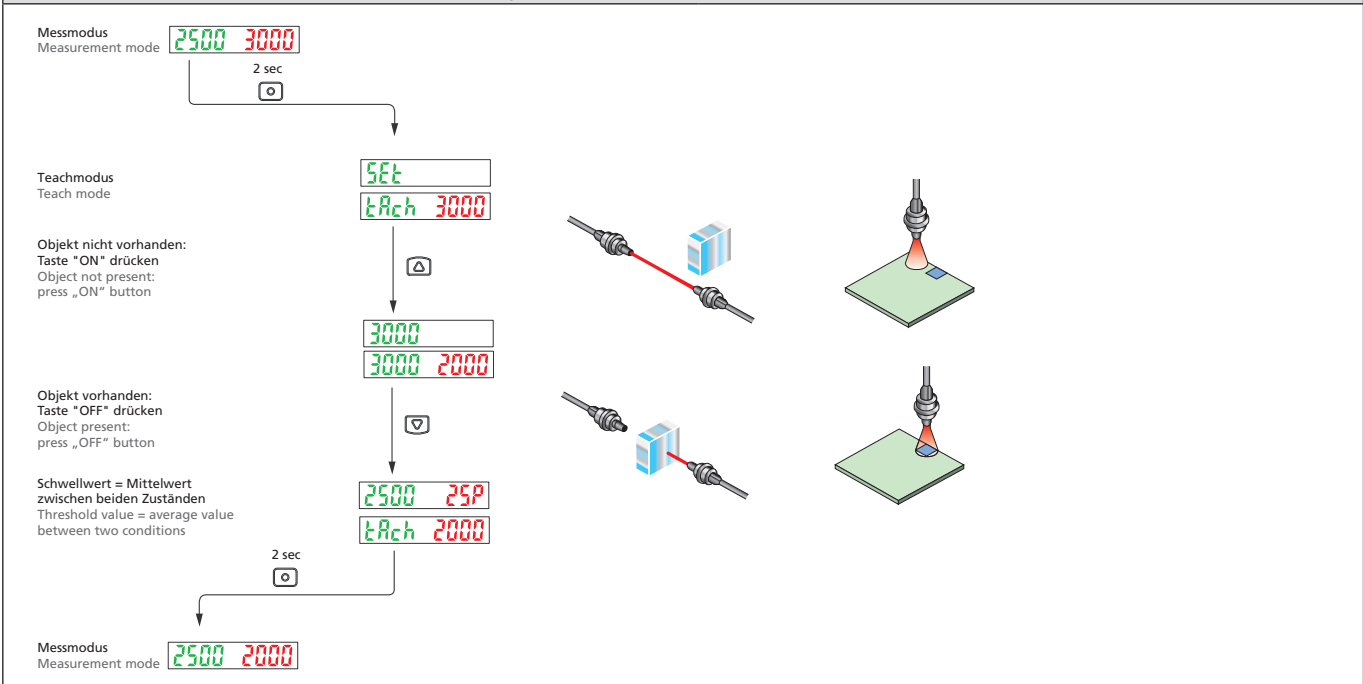 Messmodus
Measurement mode
2500 3000
2 sec
Teachmodus
Teach mode
SEt
tAch 3000
Objekt nicht vorhanden:
Taste "ON" drücken
Object not present:
press „ON“ button
3000
3000 2000
Objekt vorhanden:
Taste "OFF" drücken
Object present:
press „OFF“ button
Schwellwert = Mittelwert
zwischen beiden Zuständen
Threshold value = average value
between two conditions
2500 2SP
tAch 2000
2 sec
Messmodus
Measurement mode
2500 2000